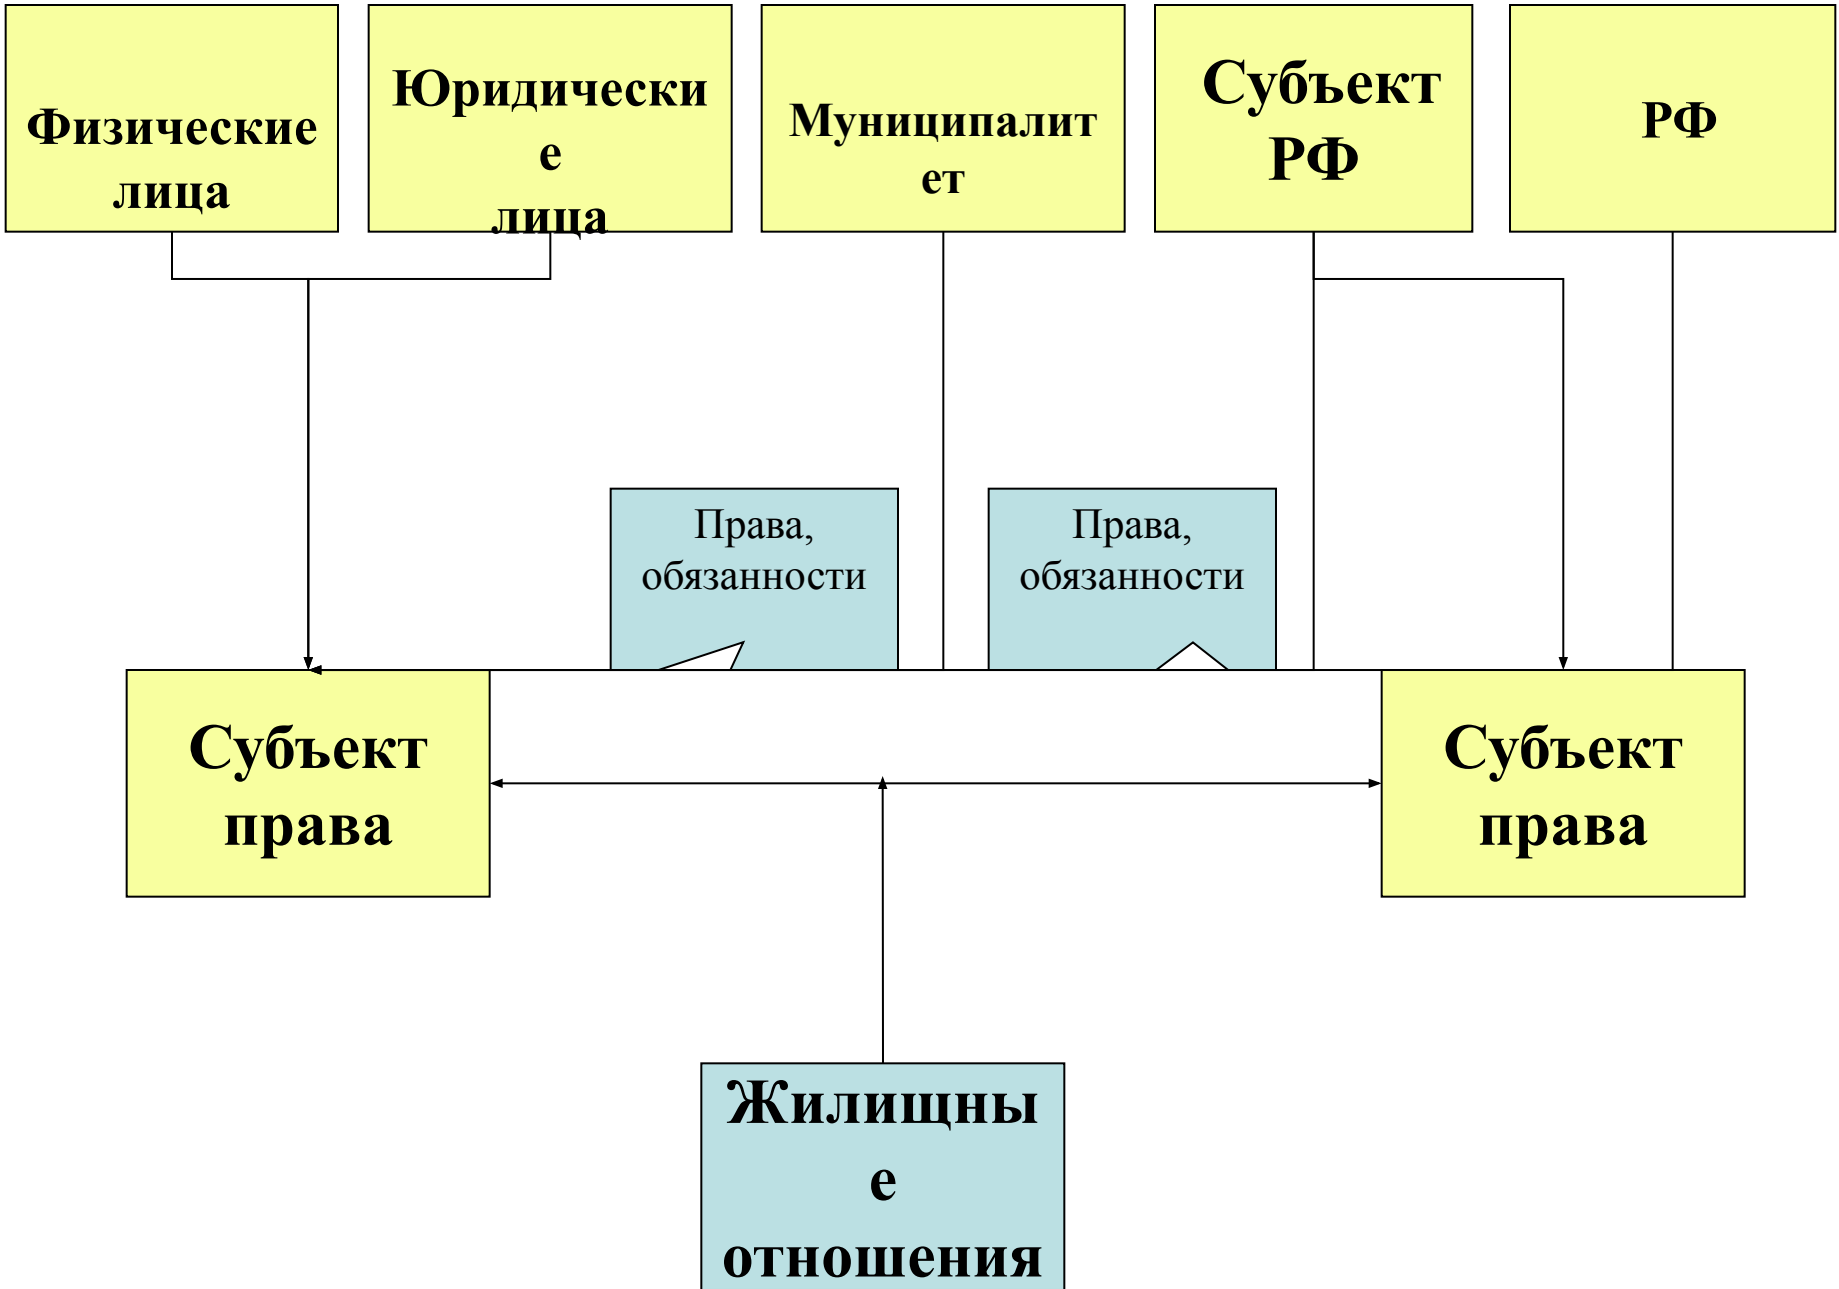 Физические
лица
Юридически
е
лица
Муниципалит
ет
Субъект
РФ
РФ
Права,
обязанности
Права,
обязанности
Субъект
права
Субъект
права
Жилищны
е
отношения